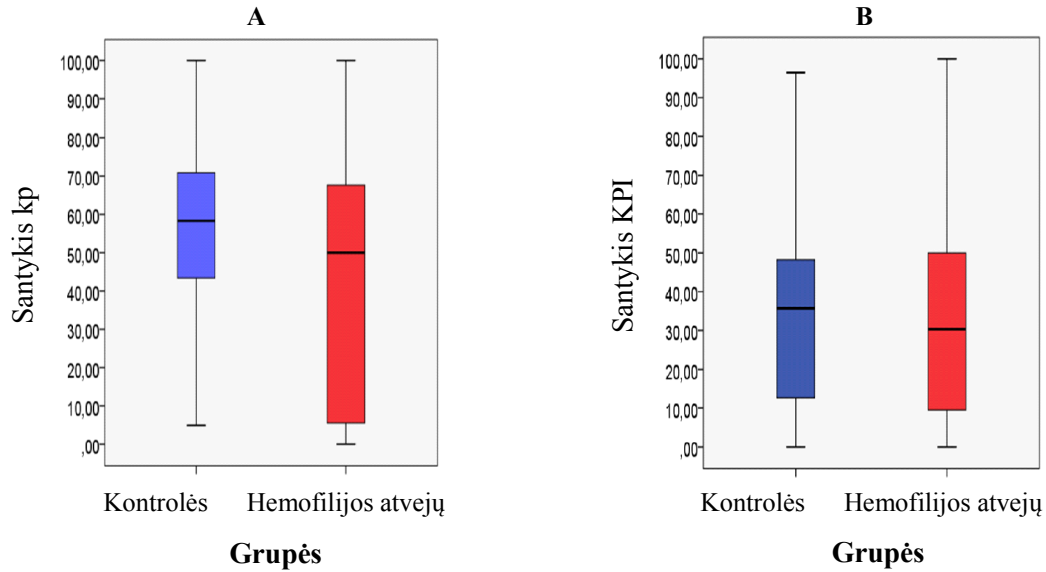 A
Santykis kp
100,00
90,00
80,00
70,00
60,00
50,00
40,00
30,00
20,00
10,00
,00
Kontrolės Hemofilijos atvejų
Grupės
B
Santykis KPI
100,00
90,00
80,00
70,00
60,00
50,00
40,00
30,00
20,00
10,00
,00
Kontrolės Hemofilijos atvejų
Grupės